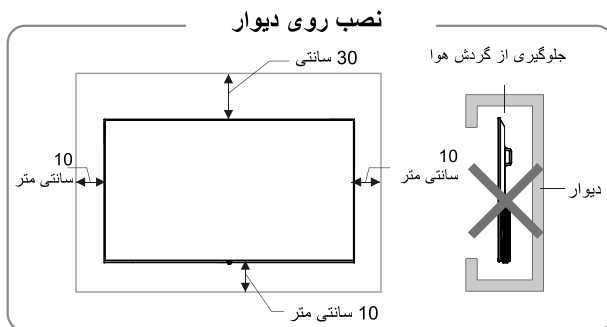 نصب روی دیوار
جلوگیری از گردش هوا
30 سانتی
10
سانتی متر
10
سانتی متر
دیوار
10 سانتی متر